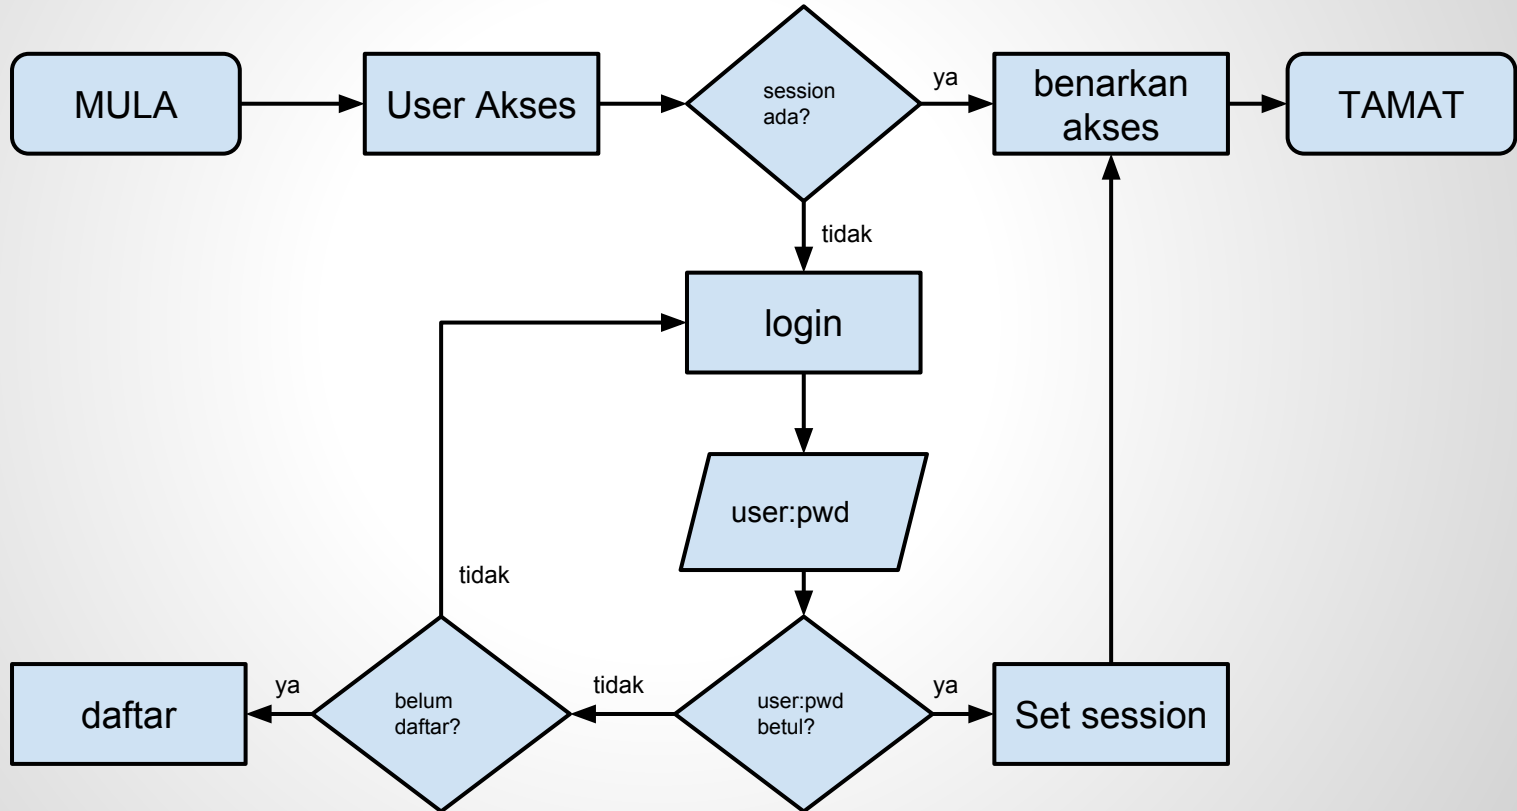 MULA
User Akses
session
ada?
ya
benarkan
akses
TAMAT
tidak
login
user:pwd
tidak
daftar
ya
belum
daftar?
tidak
user:pwd
betul?
ya
Set session